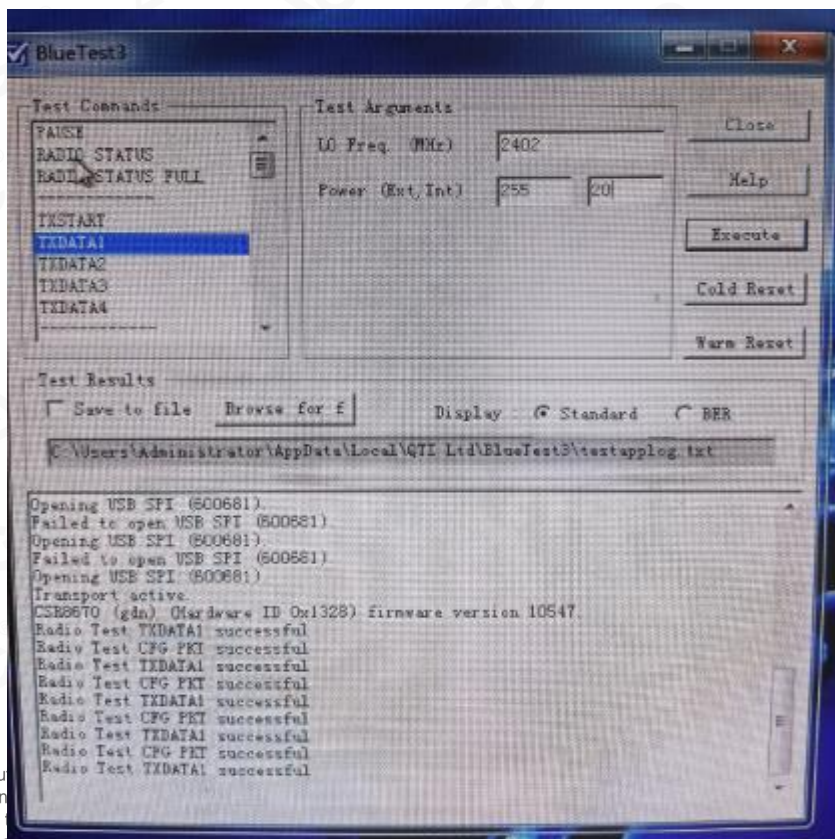 BlueTest3
Test Commands
PAUSE
RADIO STATUS
RADIO STATUS FULL
------------
TXSTART
TXDATA1
TXDATA2
TXDATA3
TXDATA4
------------
Test Arguments
LO Freq. (MHz) 2402
Power (Ext, Int) 255 20
Close
Help
Execute
Cold Reset
Warm Reset
Test Results
Save to file Browse for f Display Standard BER
C:\Users\Administrator\AppData\Local\QTI Ltd\BlueTest3\testapplog.txt
Opening USB SPI (600681)
Failed to open USB SPI (600681)
Opening USB SPI (600681)
Failed to open USB SPI (600681)
Opening USB SPI (600681)
Transport active.
CSR8670 (gdn) (Hardware ID 0x1328) firmware version 10547.
Radio Test TXDATA1 successful
Radio Test CFG PKT successful
Radio Test TXDATA1 successful
Radio Test CFG PKT successful
Radio Test TXDATA1 successful
Radio Test CFG PKT successful
Radio Test TXDATA1 successful
Radio Test CFG PKT successful
Radio Test TXDATA1 successful